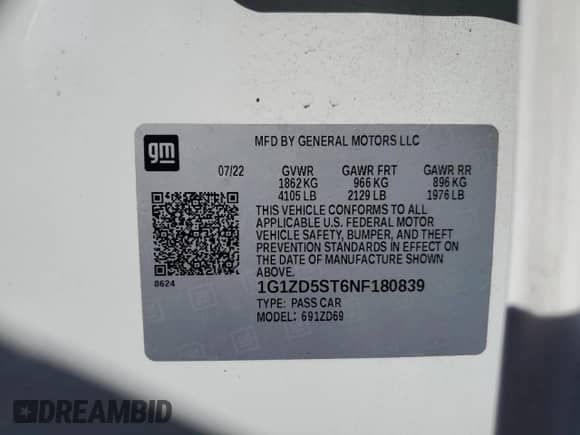 gm
MFD BY GENERAL MOTORS LLC
07/22 GVWR GAWR FRT GAWR RR
1862 KG 966 KG 896 KG
4105 LB 2129 LB 1976 LB
THIS VEHICLE CONFORMS TO ALL
APPLICABLE U.S. FEDERAL MOTOR
VEHICLE SAFETY, BUMPER, AND THEFT
PREVENTION STANDARDS IN EFFECT ON
THE DATE OF MANUFACTURE SHOWN
ABOVE.
8624
1G1ZD5ST6NF180839
TYPE: PASS CAR
MODEL: 691ZD69
DREAMBID